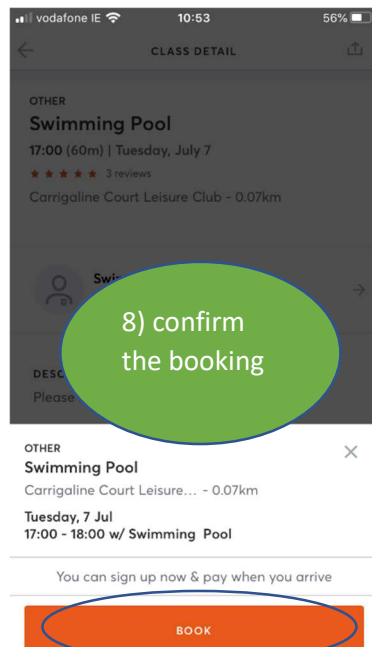 vodafone IE 10:53 56%
CLASS DETAIL
OTHER
Swimming Pool
17:00 (60m) | Tuesday, July 7
3 reviews
Carrigaline Court Leisure Club - 0.07km
8) confirm
the booking
Please
OTHER
Swimming Pool
Carrigaline Court Leisure... - 0.07km
Tuesday, 7 Jul
17:00 - 18:00 w/ Swimming Pool
You can sign up now & pay when you arrive
BOOK